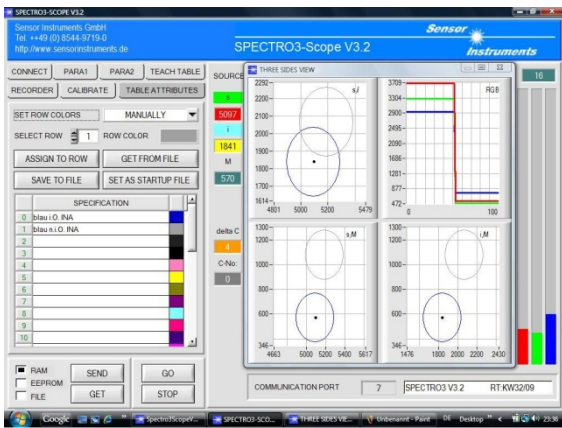 SPECTRO3-Scope V3.2
Sensor Instruments GmbH
Tel. ++49 (0) 8544-9719-0
http://www.sensorinstruments.de
SPECTRO3-Scope V3.2
Sensor
Instruments
CONNECT PARA1 PARA2 TEACH TABLE
RECORDER CALIBRATE TABLE ATTRIBUTES
SET ROW COLORS MANUALLY
SELECT ROW 1 ROW COLOR
ASSIGN TO ROW GET FROM FILE
SAVE TO FILE SET AS STARTUP FILE
SPECIFICATION
0 blau i.O. INA
1 blau n.i.O. INA
2
3
4
5
6
7
8
9
10
RAM
EEPROM
FILE
SEND GO
GET STOP
SOURCE
s
5097
i
1841
M
570
delta C
4
C-No:
0
16
THREE SIDES VIEW
s,i
2292-
2200-
2100-
2000-
1900-
1800-
1700-
1614-
4801 5000 5200 5479
RGB
3709-
3304-
2900-
2495-
2090-
1686-
1281-
877-
472-
0 100
s,M
1300-
1200-
1000-
800-
600-
346-
4663 5000 5200 5400 5617
i,M
1300-
1200-
1000-
800-
600-
346-
1476 1800 2000 2200 2430
COMMUNICATION PORT 7 SPECTRO3 V3.2 RT:KW32/09
Google
Spectro3ScopeV...
SPECTRO3-SCO...
THREE SIDES VIE...
Unbenannt - Paint
DE Desktop
23:36